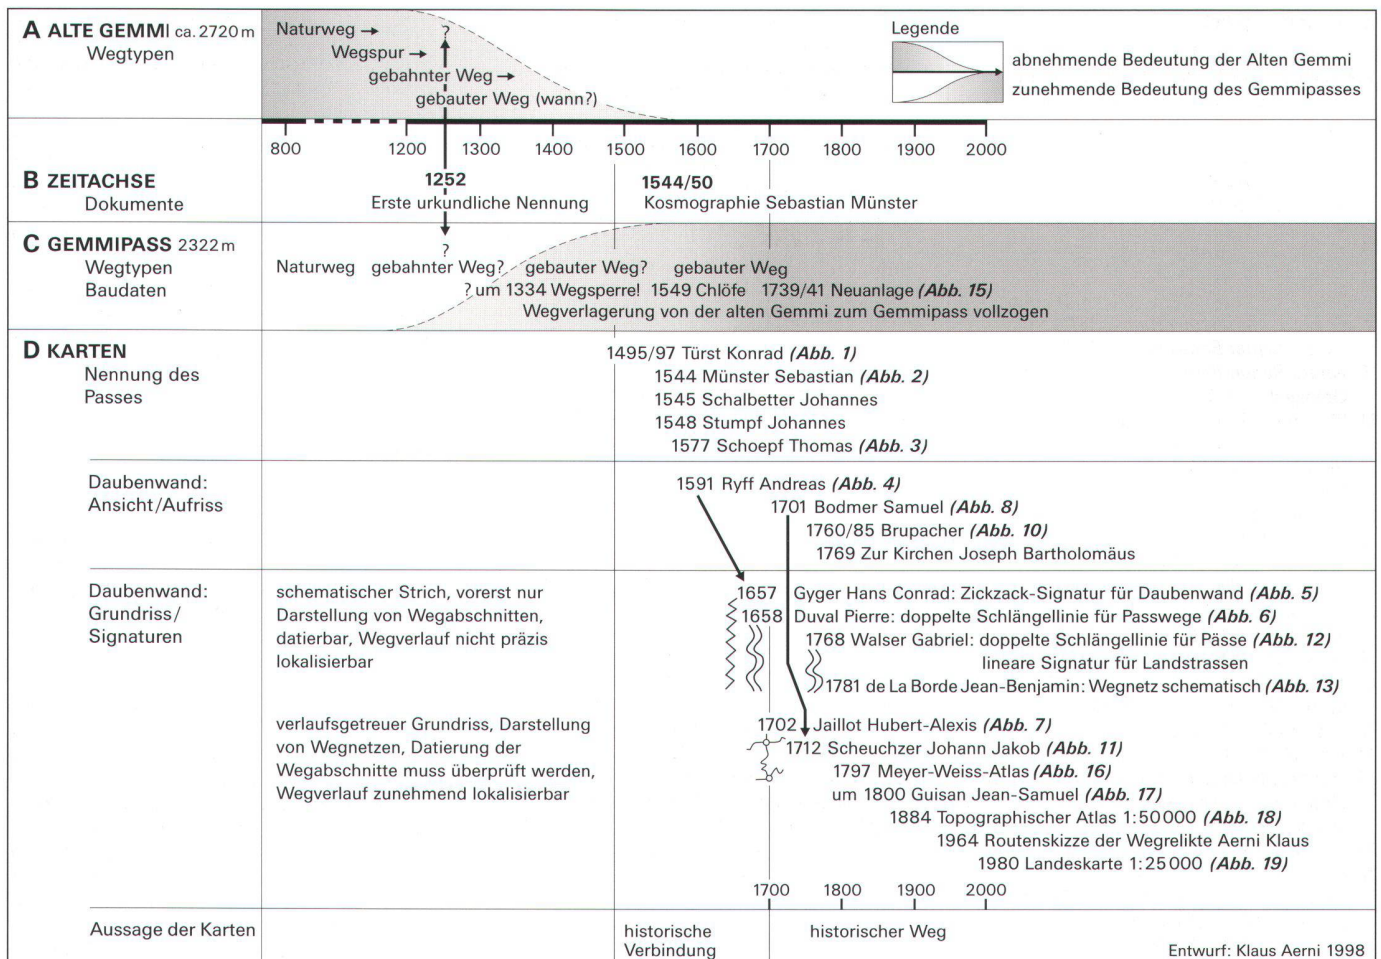 A ALTE GEMMI ca. 2720 m
Wegtypen
Naturweg →
?
Wegspur →
gebahnter Weg →
gebauter Weg (wann?)
Legende
abnehmende Bedeutung der Alten Gemmi
zunehmende Bedeutung des Gemmipasses
800 1200 1300 1400 1500 1600 1700 1800 1900 2000
B ZEITACHSE
Dokumente
1252
Erste urkundliche Nennung
1544/50
Kosmographie Sebastian Münster
C GEMMIPASS 2322 m
Wegtypen
Baudaten
?
Naturweg gebahnter Weg? gebauter Weg? gebauter Weg
? um 1334 Wegsperre! 1549 Chlöfe 1739/41 Neuanlage (Abb. 15)
Wegverlagerung von der alten Gemmi zum Gemmipass vollzogen
D KARTEN
Nennung des
Passes
1495/97 Türst Konrad (Abb. 1)
1544 Münster Sebastian (Abb. 2)
1545 Schalbetter Johannes
1548 Stumpf Johannes
1577 Schoepf Thomas (Abb. 3)
Daubenwand:
Ansicht/Aufriss
1591 Ryff Andreas (Abb. 4)
1701 Bodmer Samuel (Abb. 8)
1760/85 Brupacher (Abb. 10)
1769 Zur Kirchen Joseph Bartholomäus
Daubenwand:
Grundriss/
Signaturen
schematischer Strich, vorerst nur
Darstellung von Wegabschnitten,
datierbar, Wegverlauf nicht präzis
lokalisierbar
1657 Gyger Hans Conrad: Zickzack-Signatur für Daubenwand (Abb. 5)
1658 Duval Pierre: doppelte Schlängellinie für Passwege (Abb. 6)
1768 Walser Gabriel: doppelte Schlängellinie für Pässe (Abb. 12)
lineare Signatur für Landstrassen
1781 de La Borde Jean-Benjamin: Wegnetz schematisch (Abb. 13)
verlaufsgetreuer Grundriss, Darstellung
von Wegnetzen, Datierung der
Wegabschnitte muss überprüft werden,
Wegverlauf zunehmend lokalisierbar
1702 Jaillot Hubert-Alexis (Abb. 7)
1712 Scheuchzer Johann Jakob (Abb. 11)
1797 Meyer-Weiss-Atlas (Abb. 16)
um 1800 Guisan Jean-Samuel (Abb. 17)
1884 Topographischer Atlas 1:50 000 (Abb. 18)
1964 Routenskizze der Wegrelikte Aerni Klaus
1980 Landeskarte 1:25 000 (Abb. 19)
1700 1800 1900 2000
Aussage der Karten
historische
Verbindung
historischer Weg
Entwurf: Klaus Aerni 1998